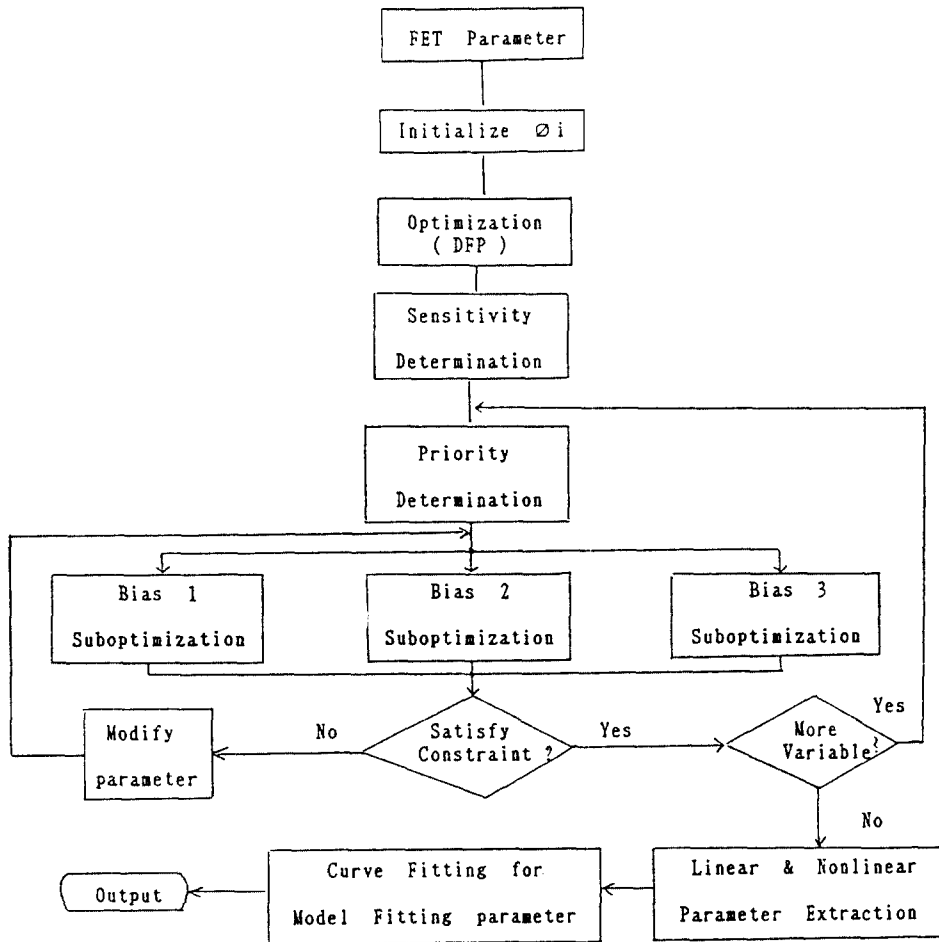 FET Parameter
Initialize ∅i
Optimization
( DFP )
Sensitivity
Determination
Priority
Determination
Bias 1
Suboptimization
Bias 2
Suboptimization
Bias 3
Suboptimization
Modify
parameter
No
Satisfy
Constraint ?
Yes
More
Variable?
Yes
No
Linear & Nonlinear
Parameter Extraction
Curve Fitting for
Model Fitting parameter
Output